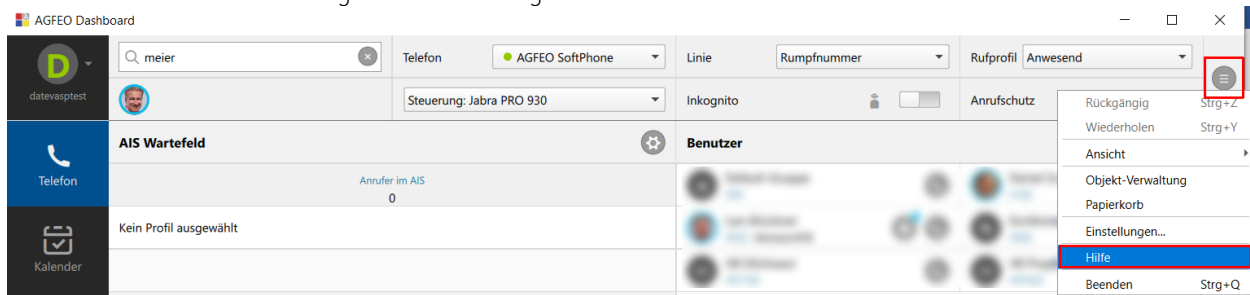 AGFEO Dashboard
D
datevasptest
meier
Telefon
AGFEO SoftPhone
Linie
Rumpfnummer
Rufprofil
Anwesend
Steuerung: Jabra PRO 930
Inkognito
Anrufschutz
Telefon
Kalender
AIS Wartefeld
Anrufer im AIS
0
Kein Profil ausgewählt
Benutzer
Rückgängig Strg+Z
Wiederholen Strg+Y
Ansicht
Objekt-Verwaltung
Papierkorb
Einstellungen...
Hilfe
Beenden Strg+Q